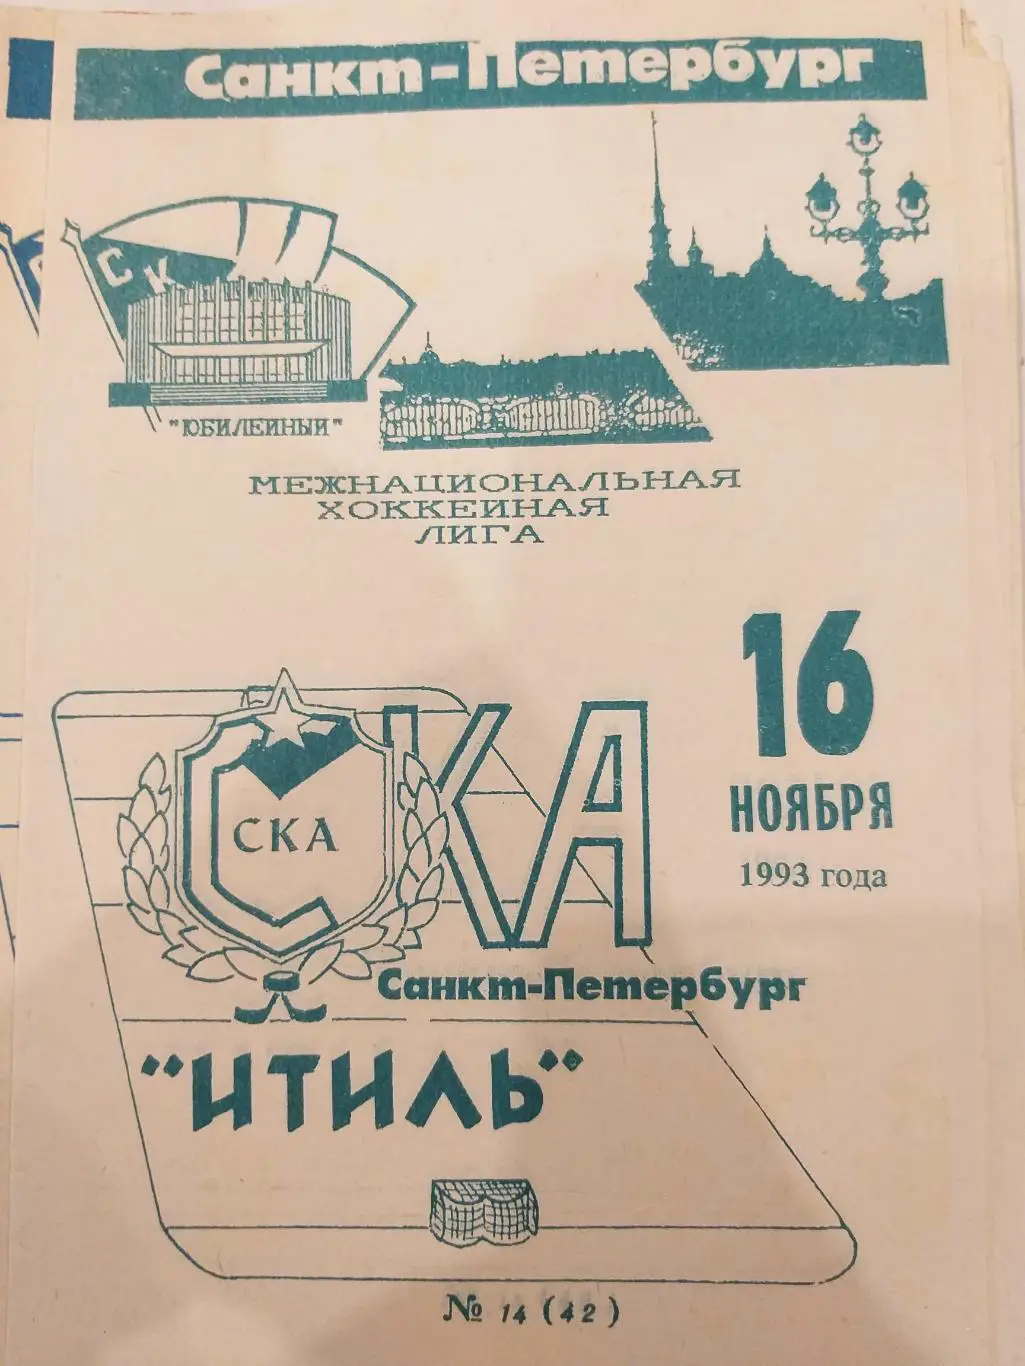 Санкт-Петербург
СК
"ЮБИЛЕЙНЫЙ"
МЕЖНАЦИОНАЛЬНАЯ
ХОККЕЙНАЯ
ЛИГА
16
НОЯБРЯ
1993 года
СКА
СКА
Санкт-Петербург
"ИТИЛЬ"
№ 14 (42)